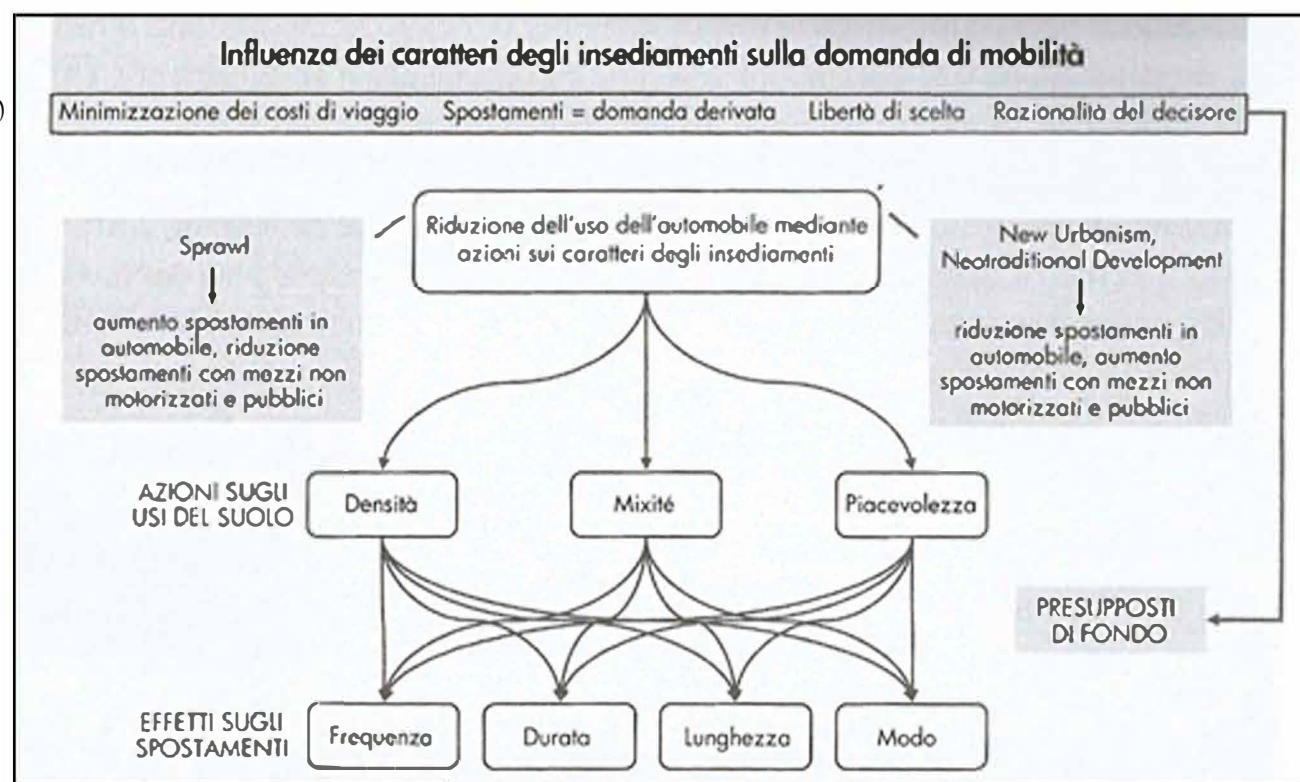 Influenza dei caratteri degli insediamenti sulla domanda di mobilità
)
Minimizzazione dei costi di viaggio Spostamenti = domanda derivata Libertà di scelta Razionalità del decisore
Riduzione dell'uso dell'automobile mediante
azioni sui caratteri degli insediamenti
Sprawl
aumento spostamenti in
automobile, riduzione
spostamenti con mezzi non
motorizzati e pubblici
New Urbanism,
Neotraditional Development
riduzione spostamenti in
automobile, aumento
spostamenti con mezzi non
motorizzati e pubblici
AZIONI SUGLI
USI DEL SUOLO
Densità
Mixité
Piacevolezza
PRESUPPOSTI
DI FONDO
EFFETTI SUGLI
SPOSTAMENTI
Frequenza
Durata
Lunghezza
Modo